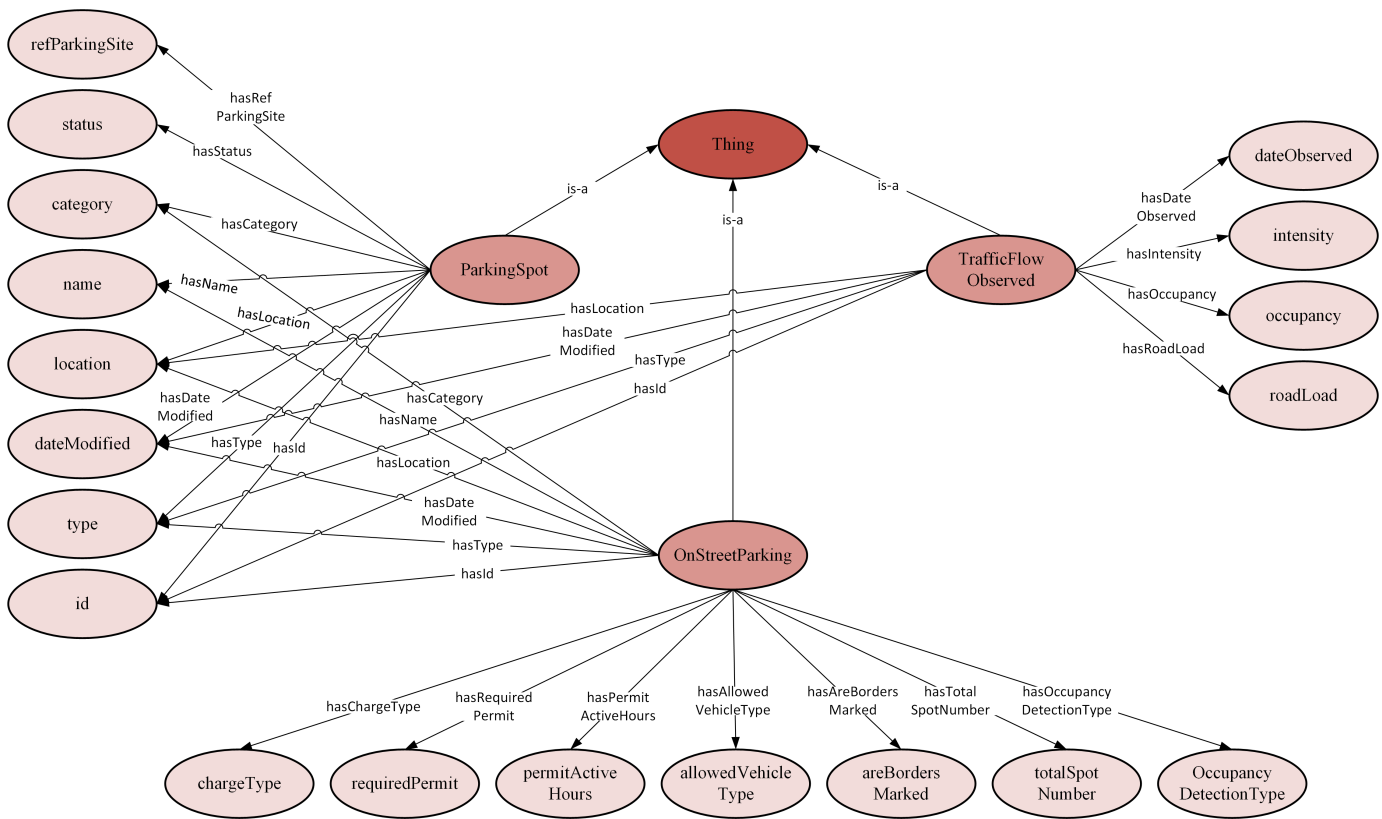 refParkingSite
hasRef
ParkingSite
status
hasStatus
Thing
dateObserved
category
hasCategory
is-a
is-a
is-a
hasDate
Observed
intensity
hasIntensity
name
hasName
ParkingSpot
TrafficFlow
Observed
hasOccupancy
occupancy
hasLocation
hasLocation
hasDate
Modified
hasRoadLoad
location
hasType
hasId
roadLoad
hasDate
Modified
hasCategory
hasName
dateModified
hasType
hasId
hasLocation
type
hasDate
Modified
hasType
OnStreetParking
hasId
id
hasChargeType
hasRequired
Permit
hasPermit
ActiveHours
hasAllowed
VehicleType
hasAreBorders
Marked
hasTotal
SpotNumber
hasOccupancy
DetectionType
chargeType
requiredPermit
permitActive
Hours
allowedVehicle
Type
areBorders
Marked
totalSpot
Number
Occupancy
DetectionType